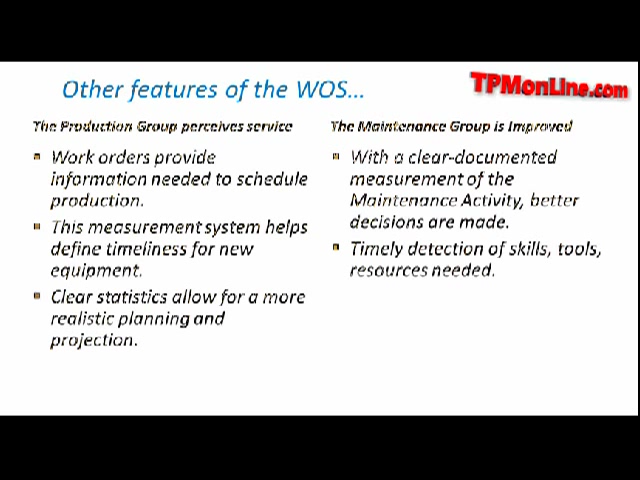 Other features of the WOS...
TPMonLine.com
The Production Group perceives service
Work orders provide
information needed to schedule
production.
This measurement system helps
define timeliness for new
equipment.
Clear statistics allow for a more
realistic planning and
projection.
The Maintenance Group is Improved
With a clear-documented
measurement of the
Maintenance Activity, better
decisions are made.
Timely detection of skills, tools,
resources needed.